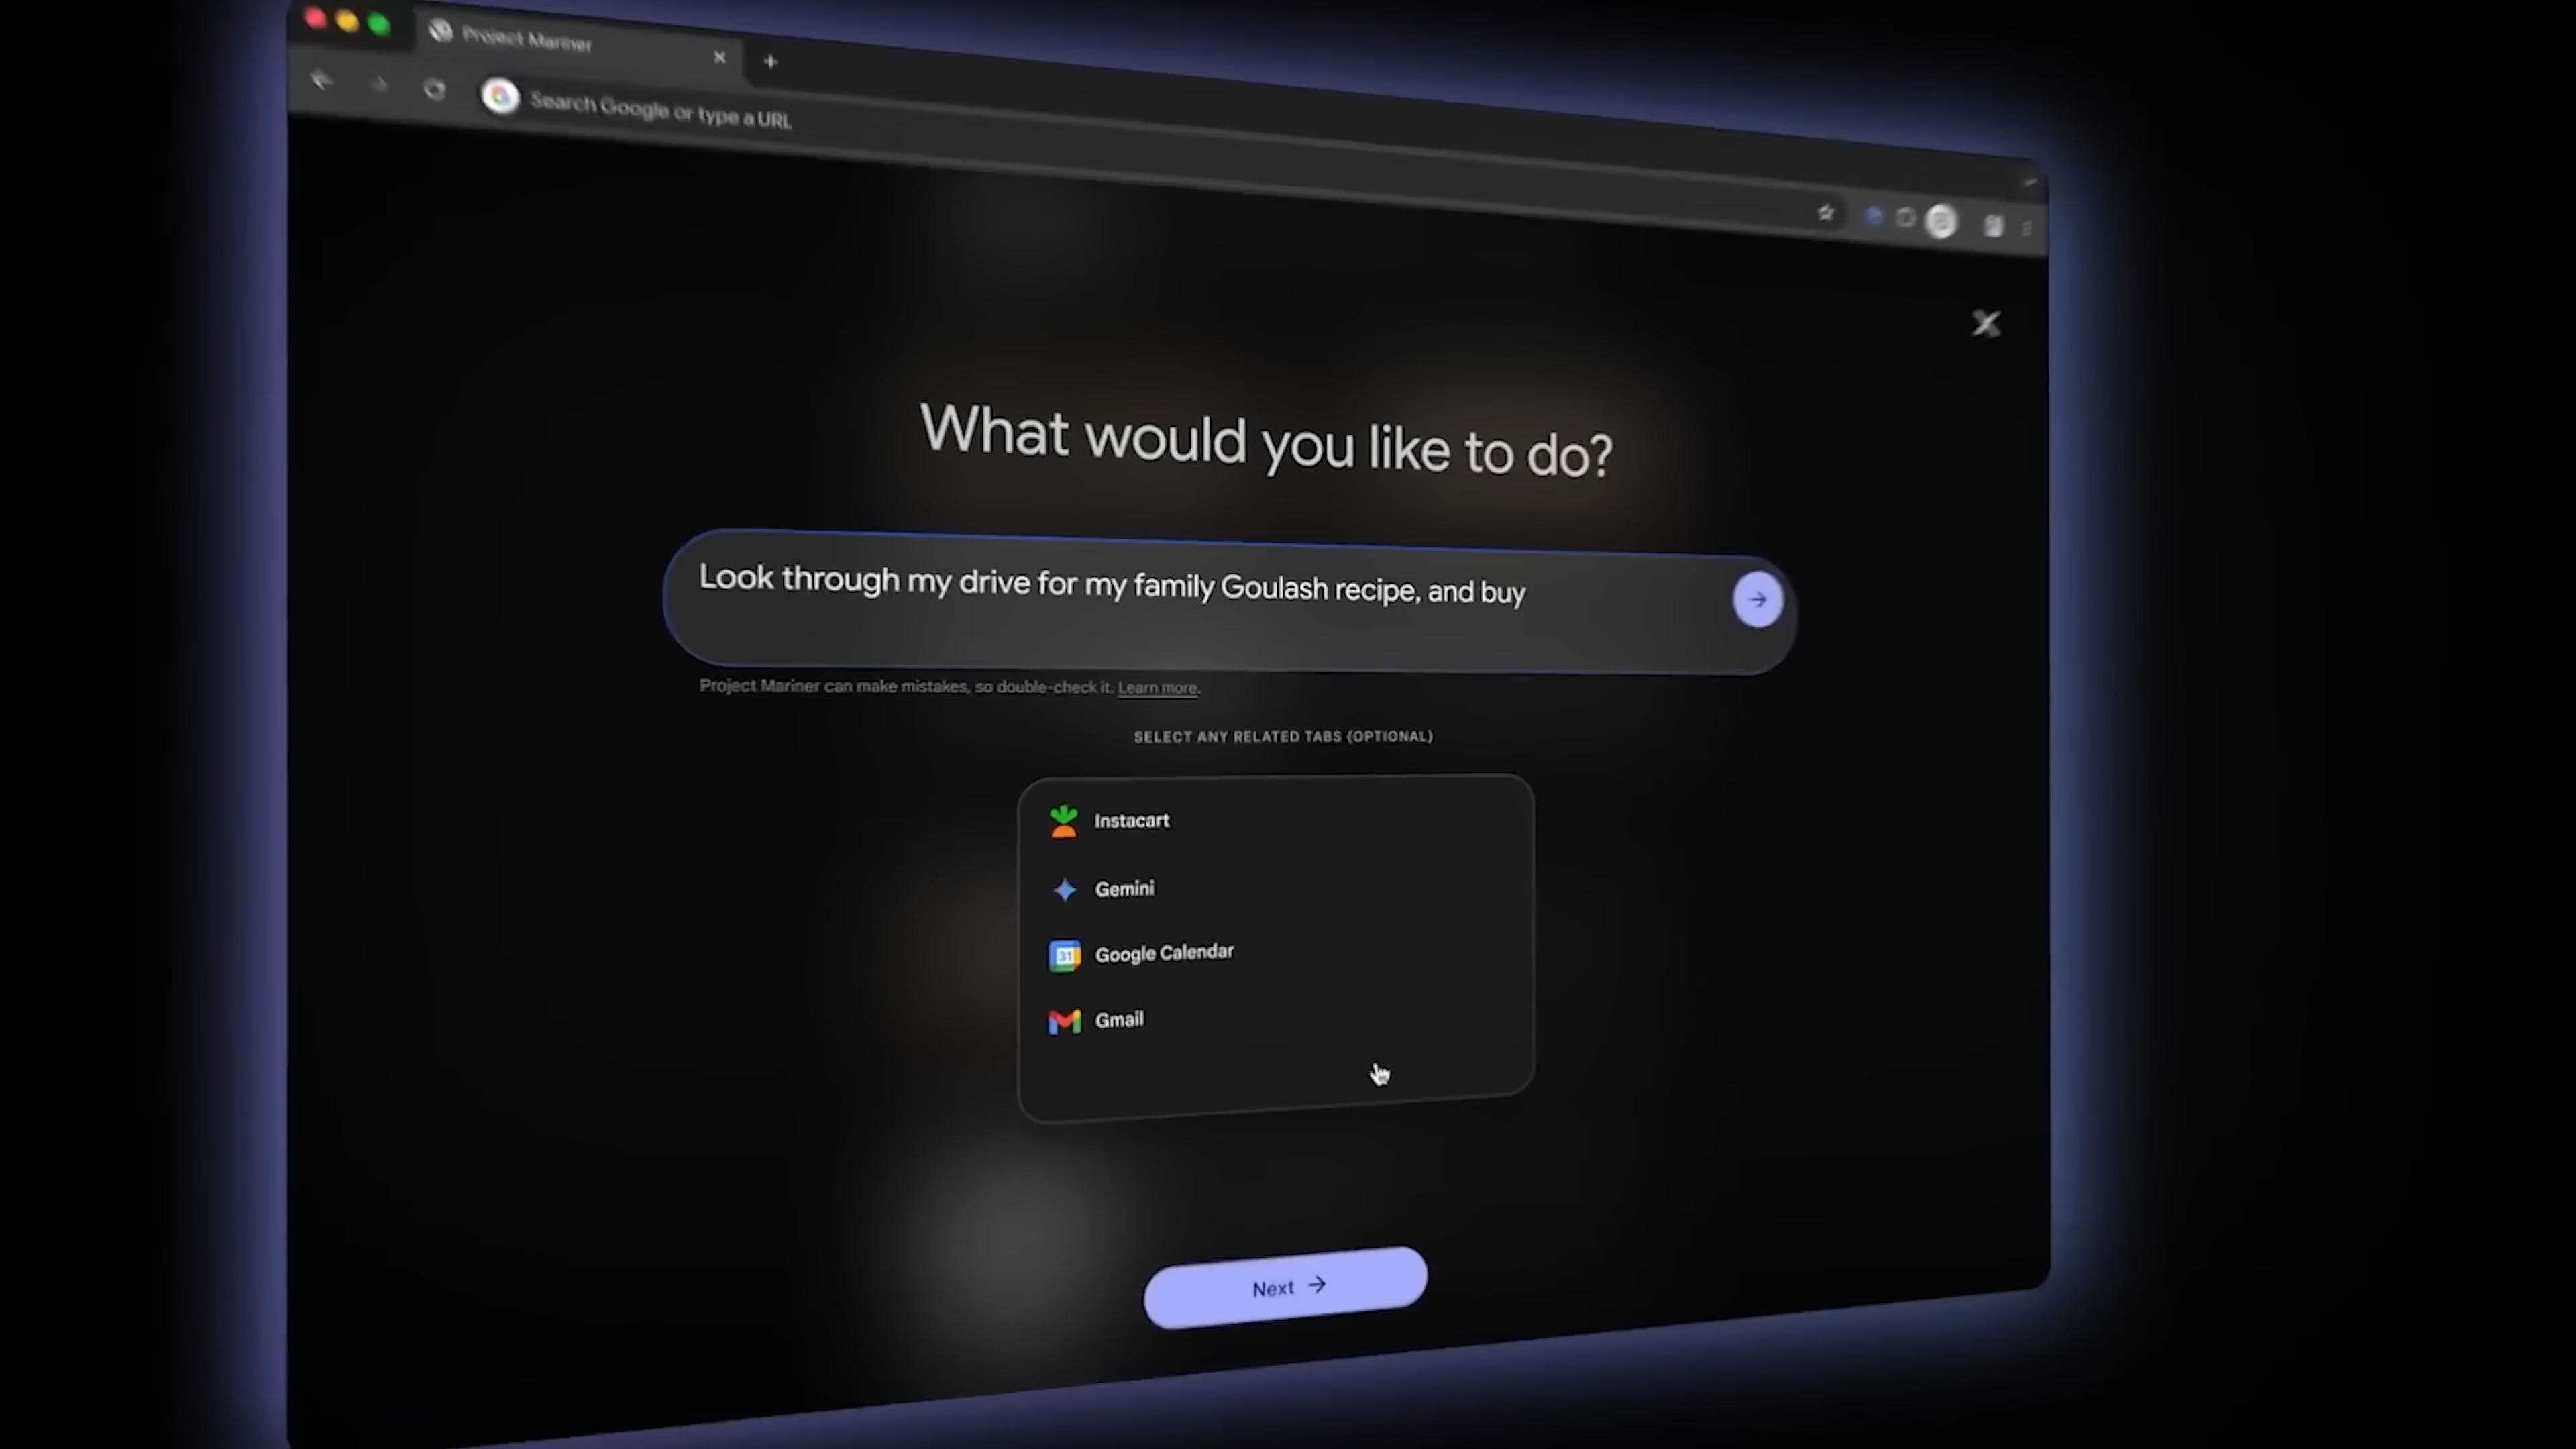 Project Mariner
Search Google or type a URL
What would you like to do?
Look through my drive for my family Goulash recipe, and buy
Project Mariner can make mistakes, so double-check it. Learn more.
SELECT ANY RELATED TABS (OPTIONAL)
Instacart
Gemini
31
Google Calendar
Gmail
Next →